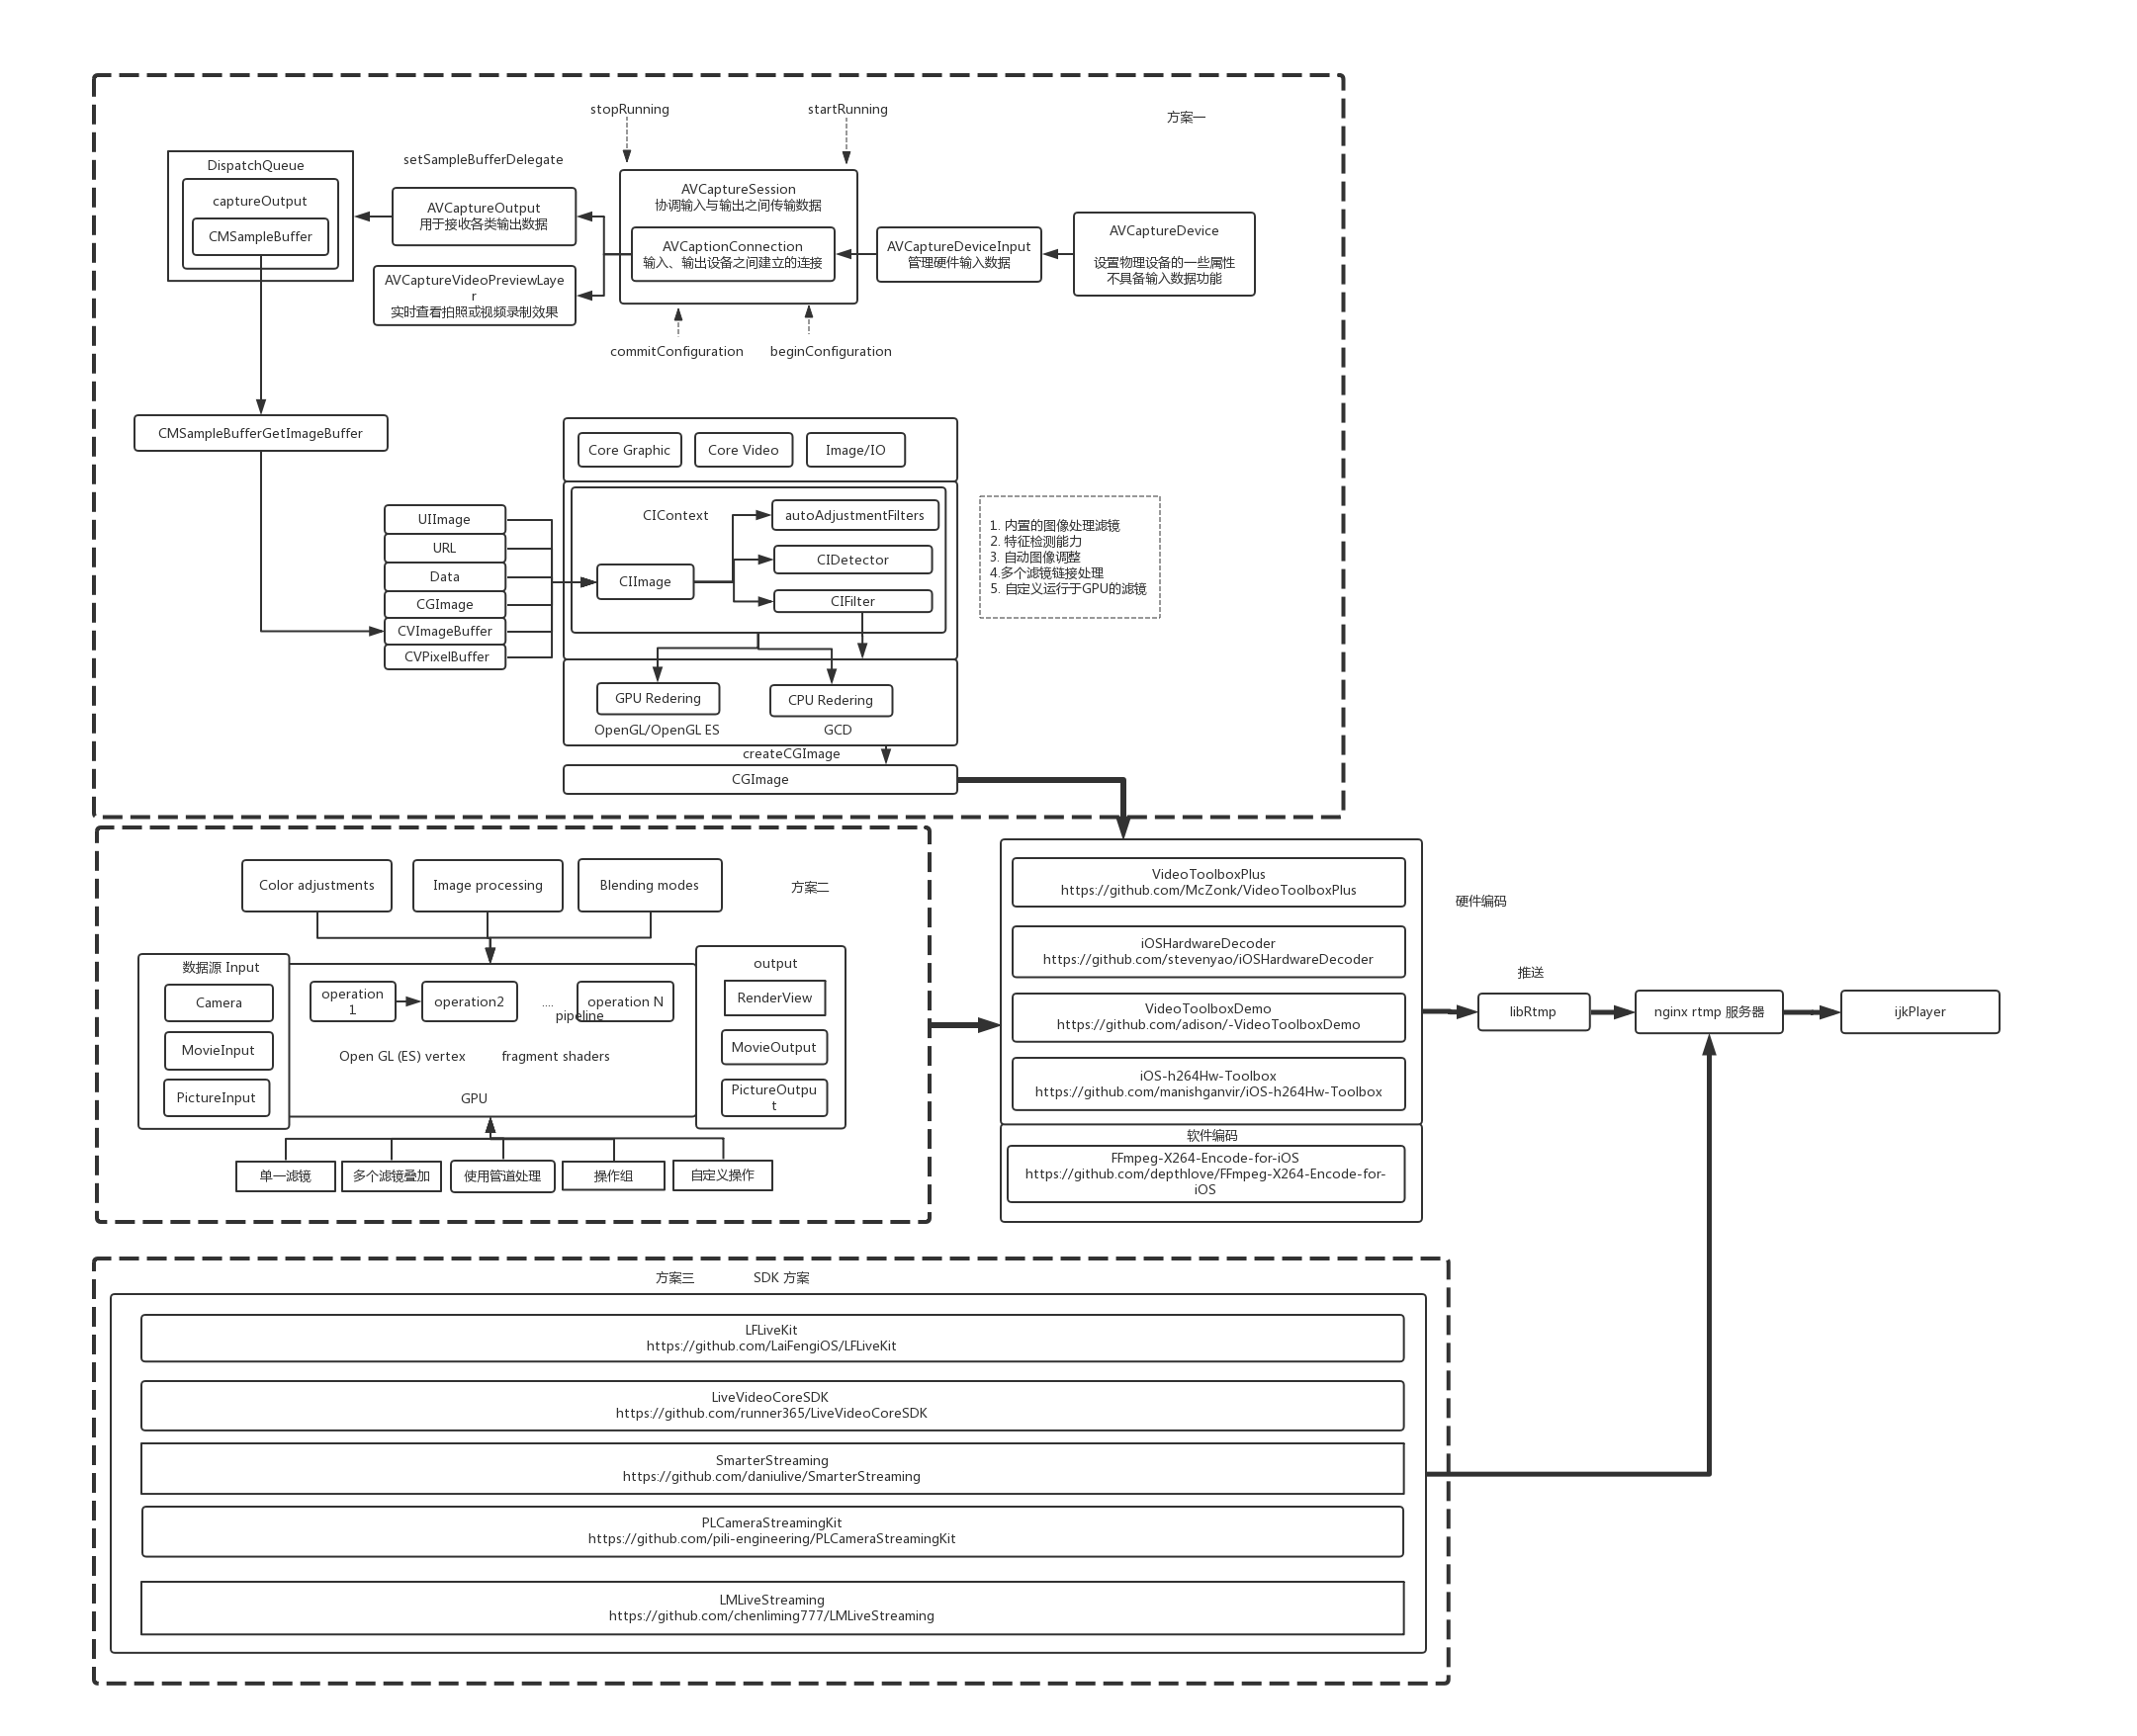 stopRunning
startRunning
方案一
setSampleBufferDelegate
DispatchQueue
captureOutput
CMSampleBuffer
AVCaptureOutput
用于接收各类输出数据
AVCaptureVideoPreviewLaye
r
实时查看拍照或视频录制效果
AVCaptureSession
协调输入与输出之间传输数据
AVCaptionConnection
输入、输出设备之间建立的连接
AVCaptureDeviceInput
管理硬件输入数据
AVCaptureDevice
设置物理设备的一些属性
不具备输入数据功能
commitConfiguration
beginConfiguration
CMSampleBufferGetImageBuffer
Core Graphic
Core Video
Image/IO
UIImage
URL
Data
CGImage
CVImageBuffer
CVPixelBuffer
CIContext
CIImage
autoAdjustmentFilters
CIDetector
CIFilter
1. 内置的图像处理滤镜
2. 特征检测能力
3. 自动图像调整
4.多个滤镜链接处理
5. 自定义运行于GPU的滤镜
GPU Redering
CPU Redering
OpenGL/OpenGL ES
GCD
createCGImage
CGImage
Color adjustments
Image processing
Blending modes
方案二
数据源 Input
Camera
MovieInput
PictureInput
operation
1
operation2
....
operation N
pipeline
Open GL (ES) vertex
fragment shaders
GPU
output
RenderView
MovieOutput
PictureOutpu
t
单一滤镜
多个滤镜叠加
使用管道处理
操作组
自定义操作
VideoToolboxPlus
https://github.com/McZonk/VideoToolboxPlus
iOSHardwareDecoder
https://github.com/stevenyao/iOSHardwareDecoder
VideoToolboxDemo
https://github.com/adison/-VideoToolboxDemo
iOS-h264Hw-Toolbox
https://github.com/manishganvir/iOS-h264Hw-Toolbox
软件编码
FFmpeg-X264-Encode-for-iOS
https://github.com/depthlove/FFmpeg-X264-Encode-for-
iOS
硬件编码
推送
libRtmp
nginx rtmp 服务器
ijkPlayer
方案三
SDK 方案
LFLiveKit
https://github.com/LaiFengiOS/LFLiveKit
LiveVideoCoreSDK
https://github.com/runner365/LiveVideoCoreSDK
SmarterStreaming
https://github.com/daniulive/SmarterStreaming
PLCameraStreamingKit
https://github.com/pili-engineering/PLCameraStreamingKit
LMLiveStreaming
https://github.com/chenliming777/LMLiveStreaming